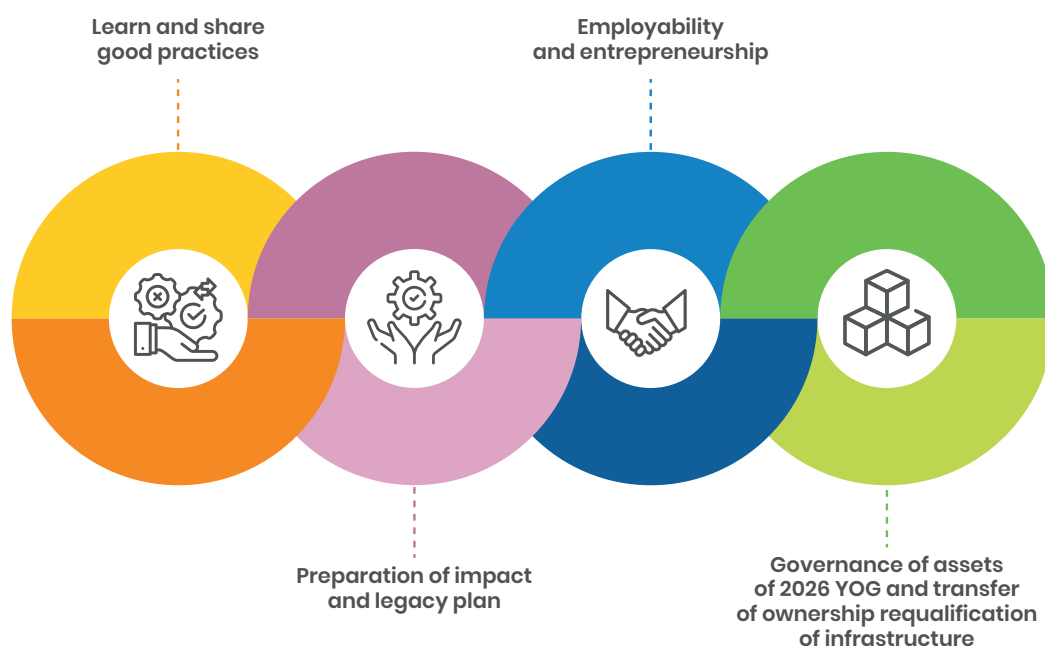 Learn and share
good practices
Employability
and entrepreneurship
Preparation of impact
and legacy plan
Governance of assets
of 2026 YOG and transfer
of ownership requalification
of infrastructure